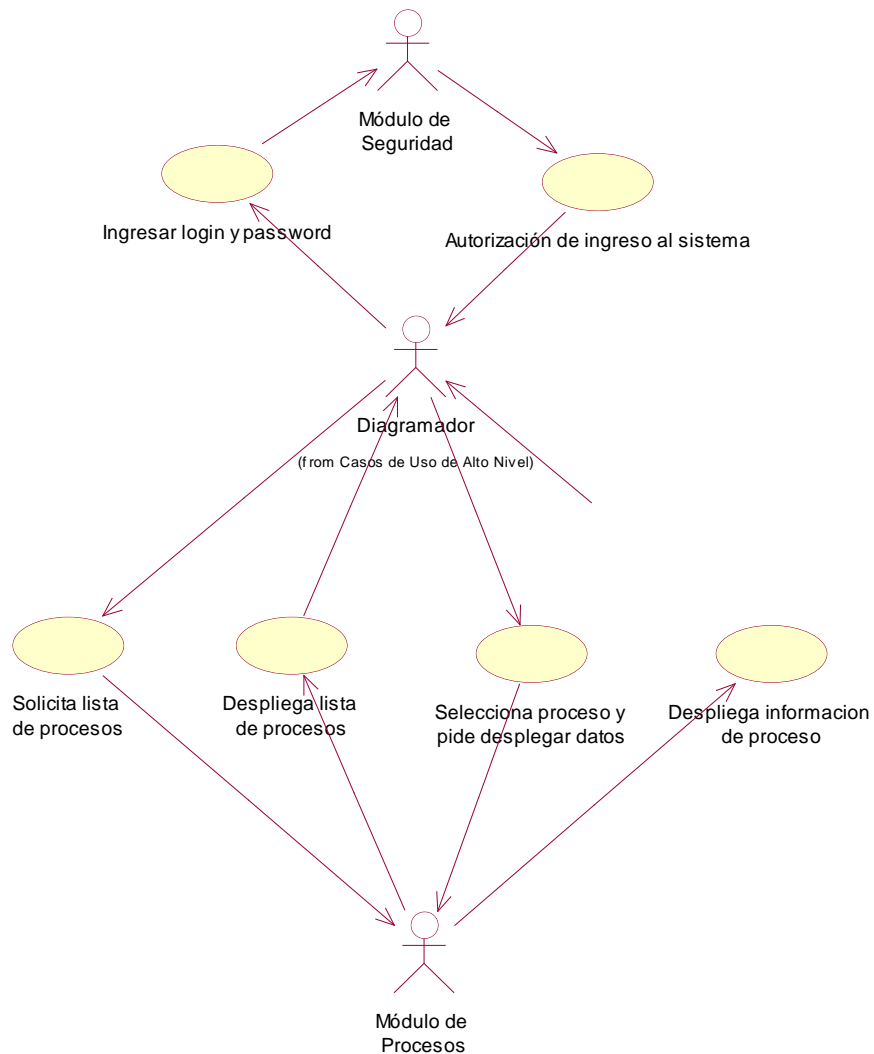 Módulo de
Seguridad
Ingresar login y password
Autorización de ingreso al sistema
Diagramador
(from Casos de Uso de Alto Nivel)
Solicita lista
de procesos
Despliega lista
de procesos
Selecciona proceso y
pide desplegar datos
Despliega informacion
de proceso
Módulo de
Procesos